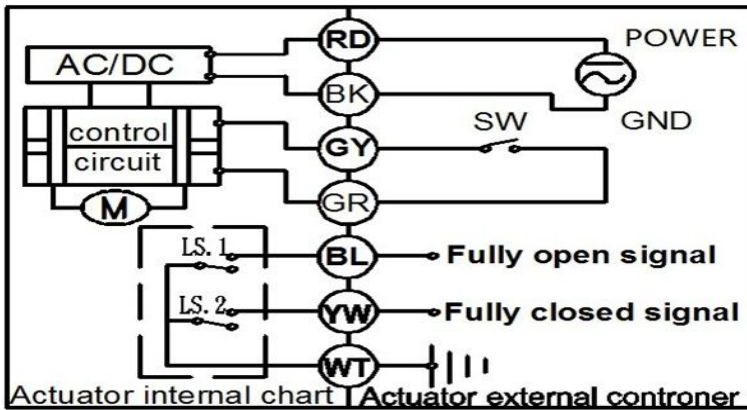 RD
POWER
AC/DC
BK
GND
control
circuit
GY
SW
GR
M
LS. 1
BL
Fully open signal
LS. 2
YW
Fully closed signal
WT
Actuator internal chart
Actuator external controner